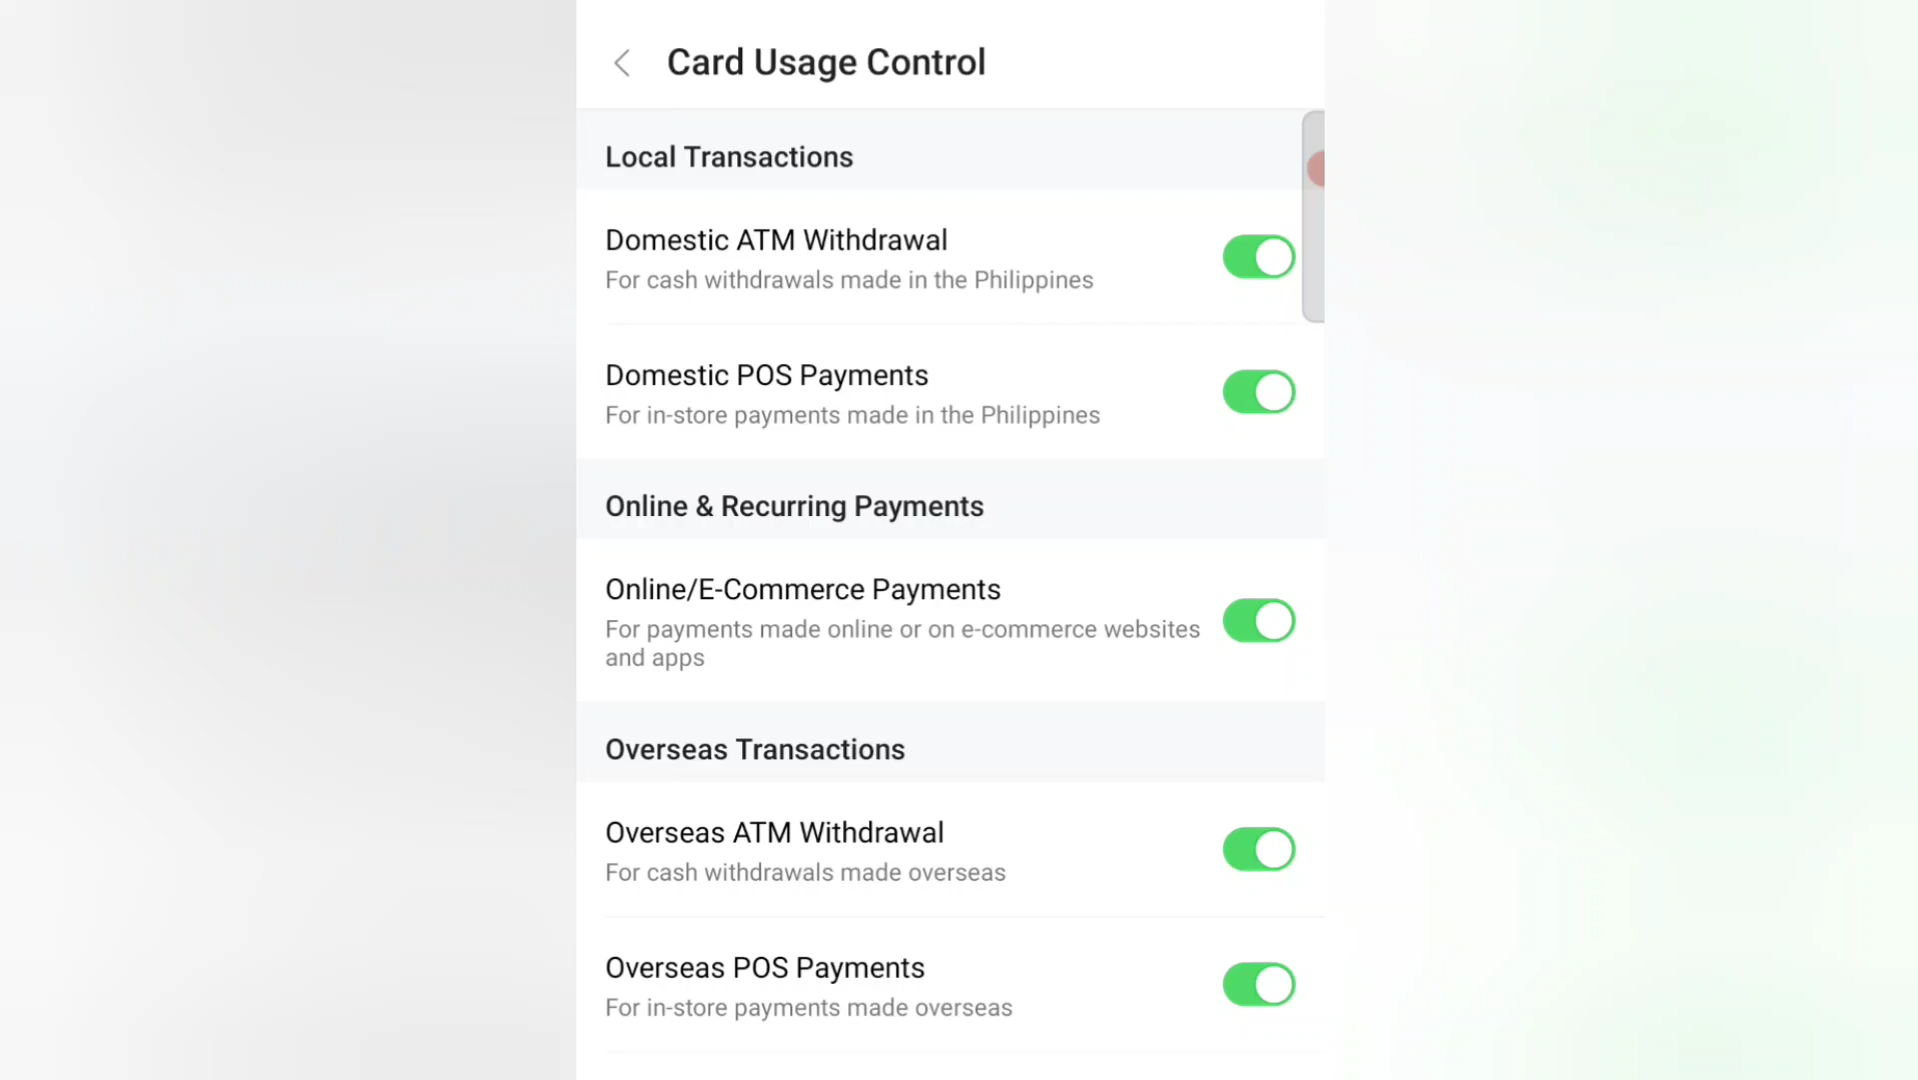 Card Usage Control
Local Transactions
Domestic ATM Withdrawal
For cash withdrawals made in the Philippines
Domestic POS Payments
For in-store payments made in the Philippines
Online & Recurring Payments
Online/E-Commerce Payments
For payments made online or on e-commerce websites
and apps
Overseas Transactions
Overseas ATM Withdrawal
For cash withdrawals made overseas
Overseas POS Payments
For in-store payments made overseas